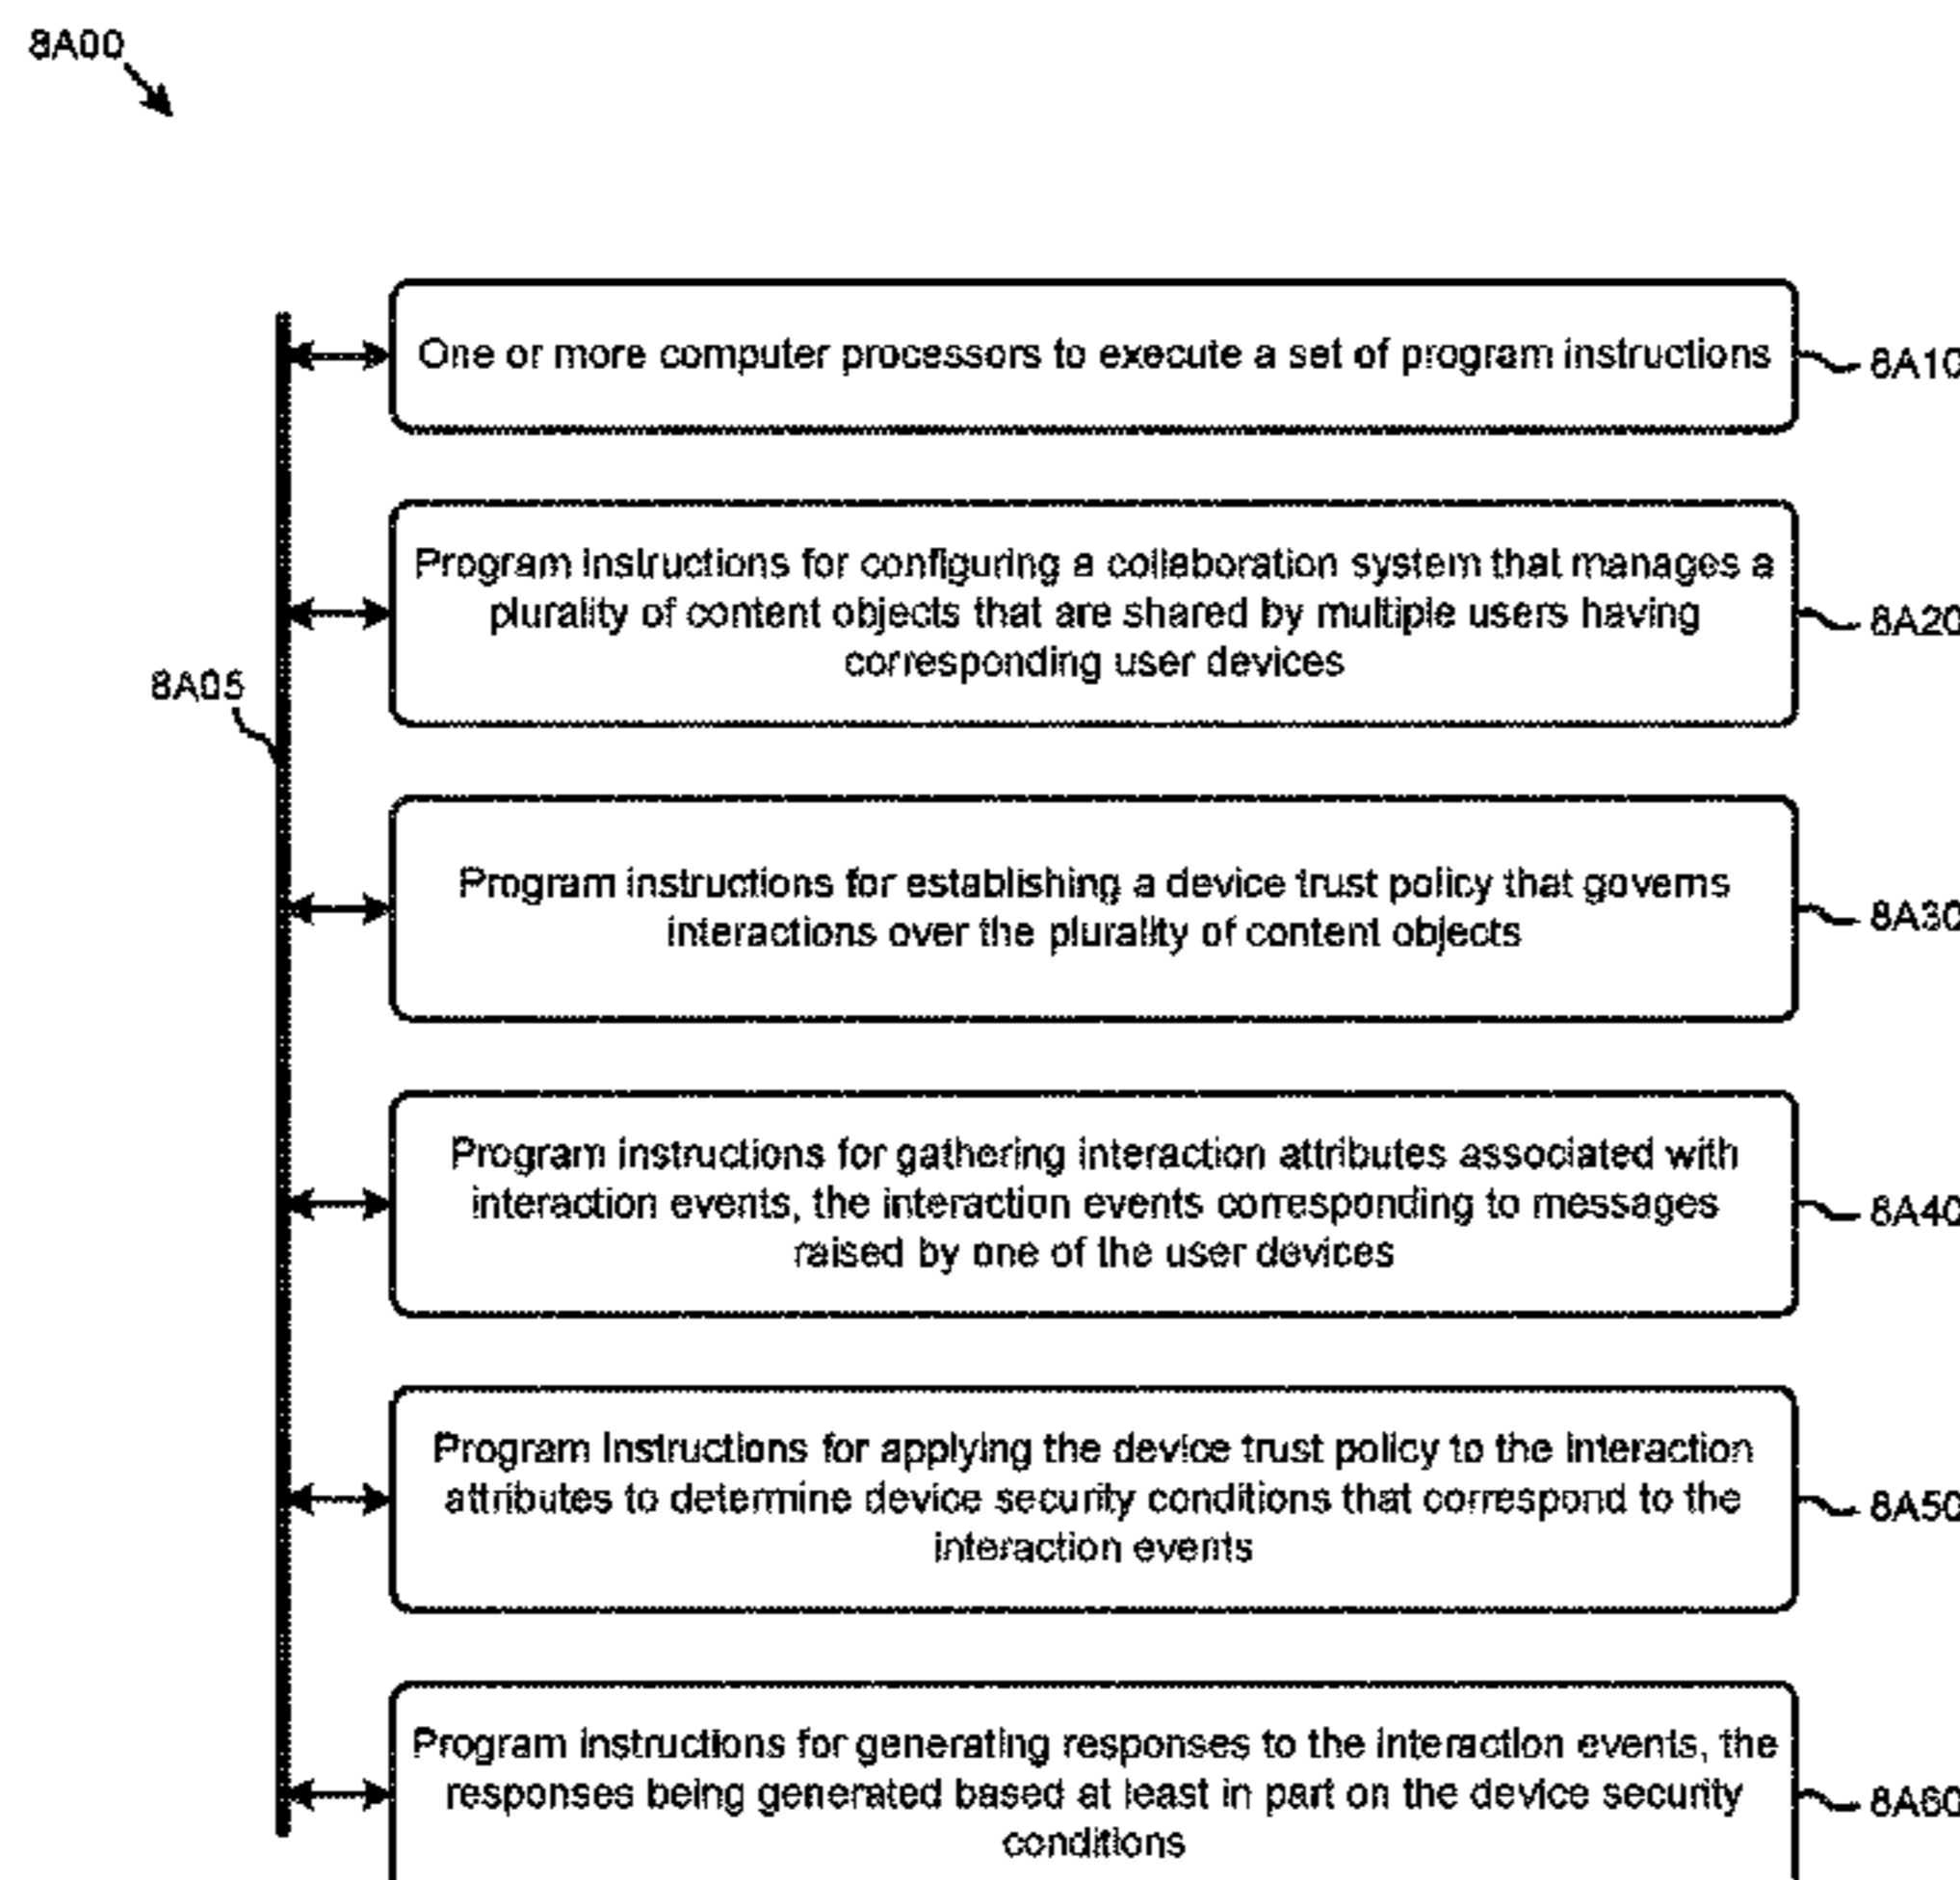 8A00
One or more computer processors to execute a set of program instructions
8A10
Program instructions for configuring a collaboration system that manages a
plurality of content objects that are shared by multiple users having
corresponding user devices
8A20
8A05
Program instructions for establishing a device trust policy that governs
interactions over the plurality of content objects
8A30
Program instructions for gathering interaction attributes associated with
interaction events, the interaction events corresponding to messages
raised by one of the user devices
8A40
Program instructions for applying the device trust policy to the interaction
attributes to determine device security conditions that correspond to the
interaction events
8A50
Program instructions for generating responses to the interaction events, the
responses being generated based at least in part on the device security
conditions
8A60